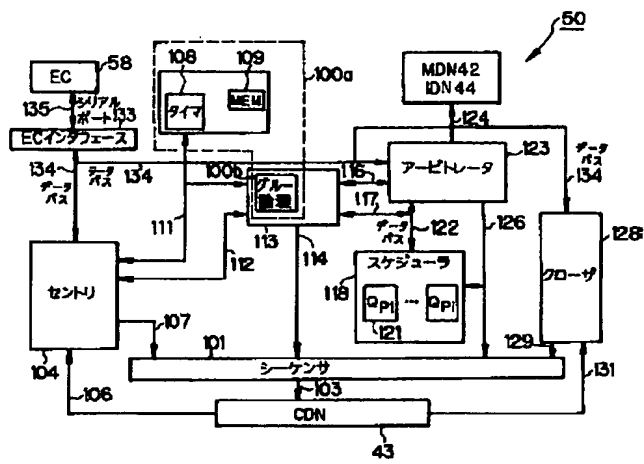 50
EC
58
135
シリアル
ポート
133
ECインタフェース
134
データ
バス
データ
バス
134
108
109
タイマ
MEM
100a
MDN42
IDN44
124
123
アービトレータ
データ
バス
134
100b
グルー
論理
116
117
113
111
112
114
データ
バス
122
126
118
スケジューラ
QP1 ... QPi
121
128
クローザ
セントリ
104
107
101
シーケンサ
129
103
106
CDN
43
131